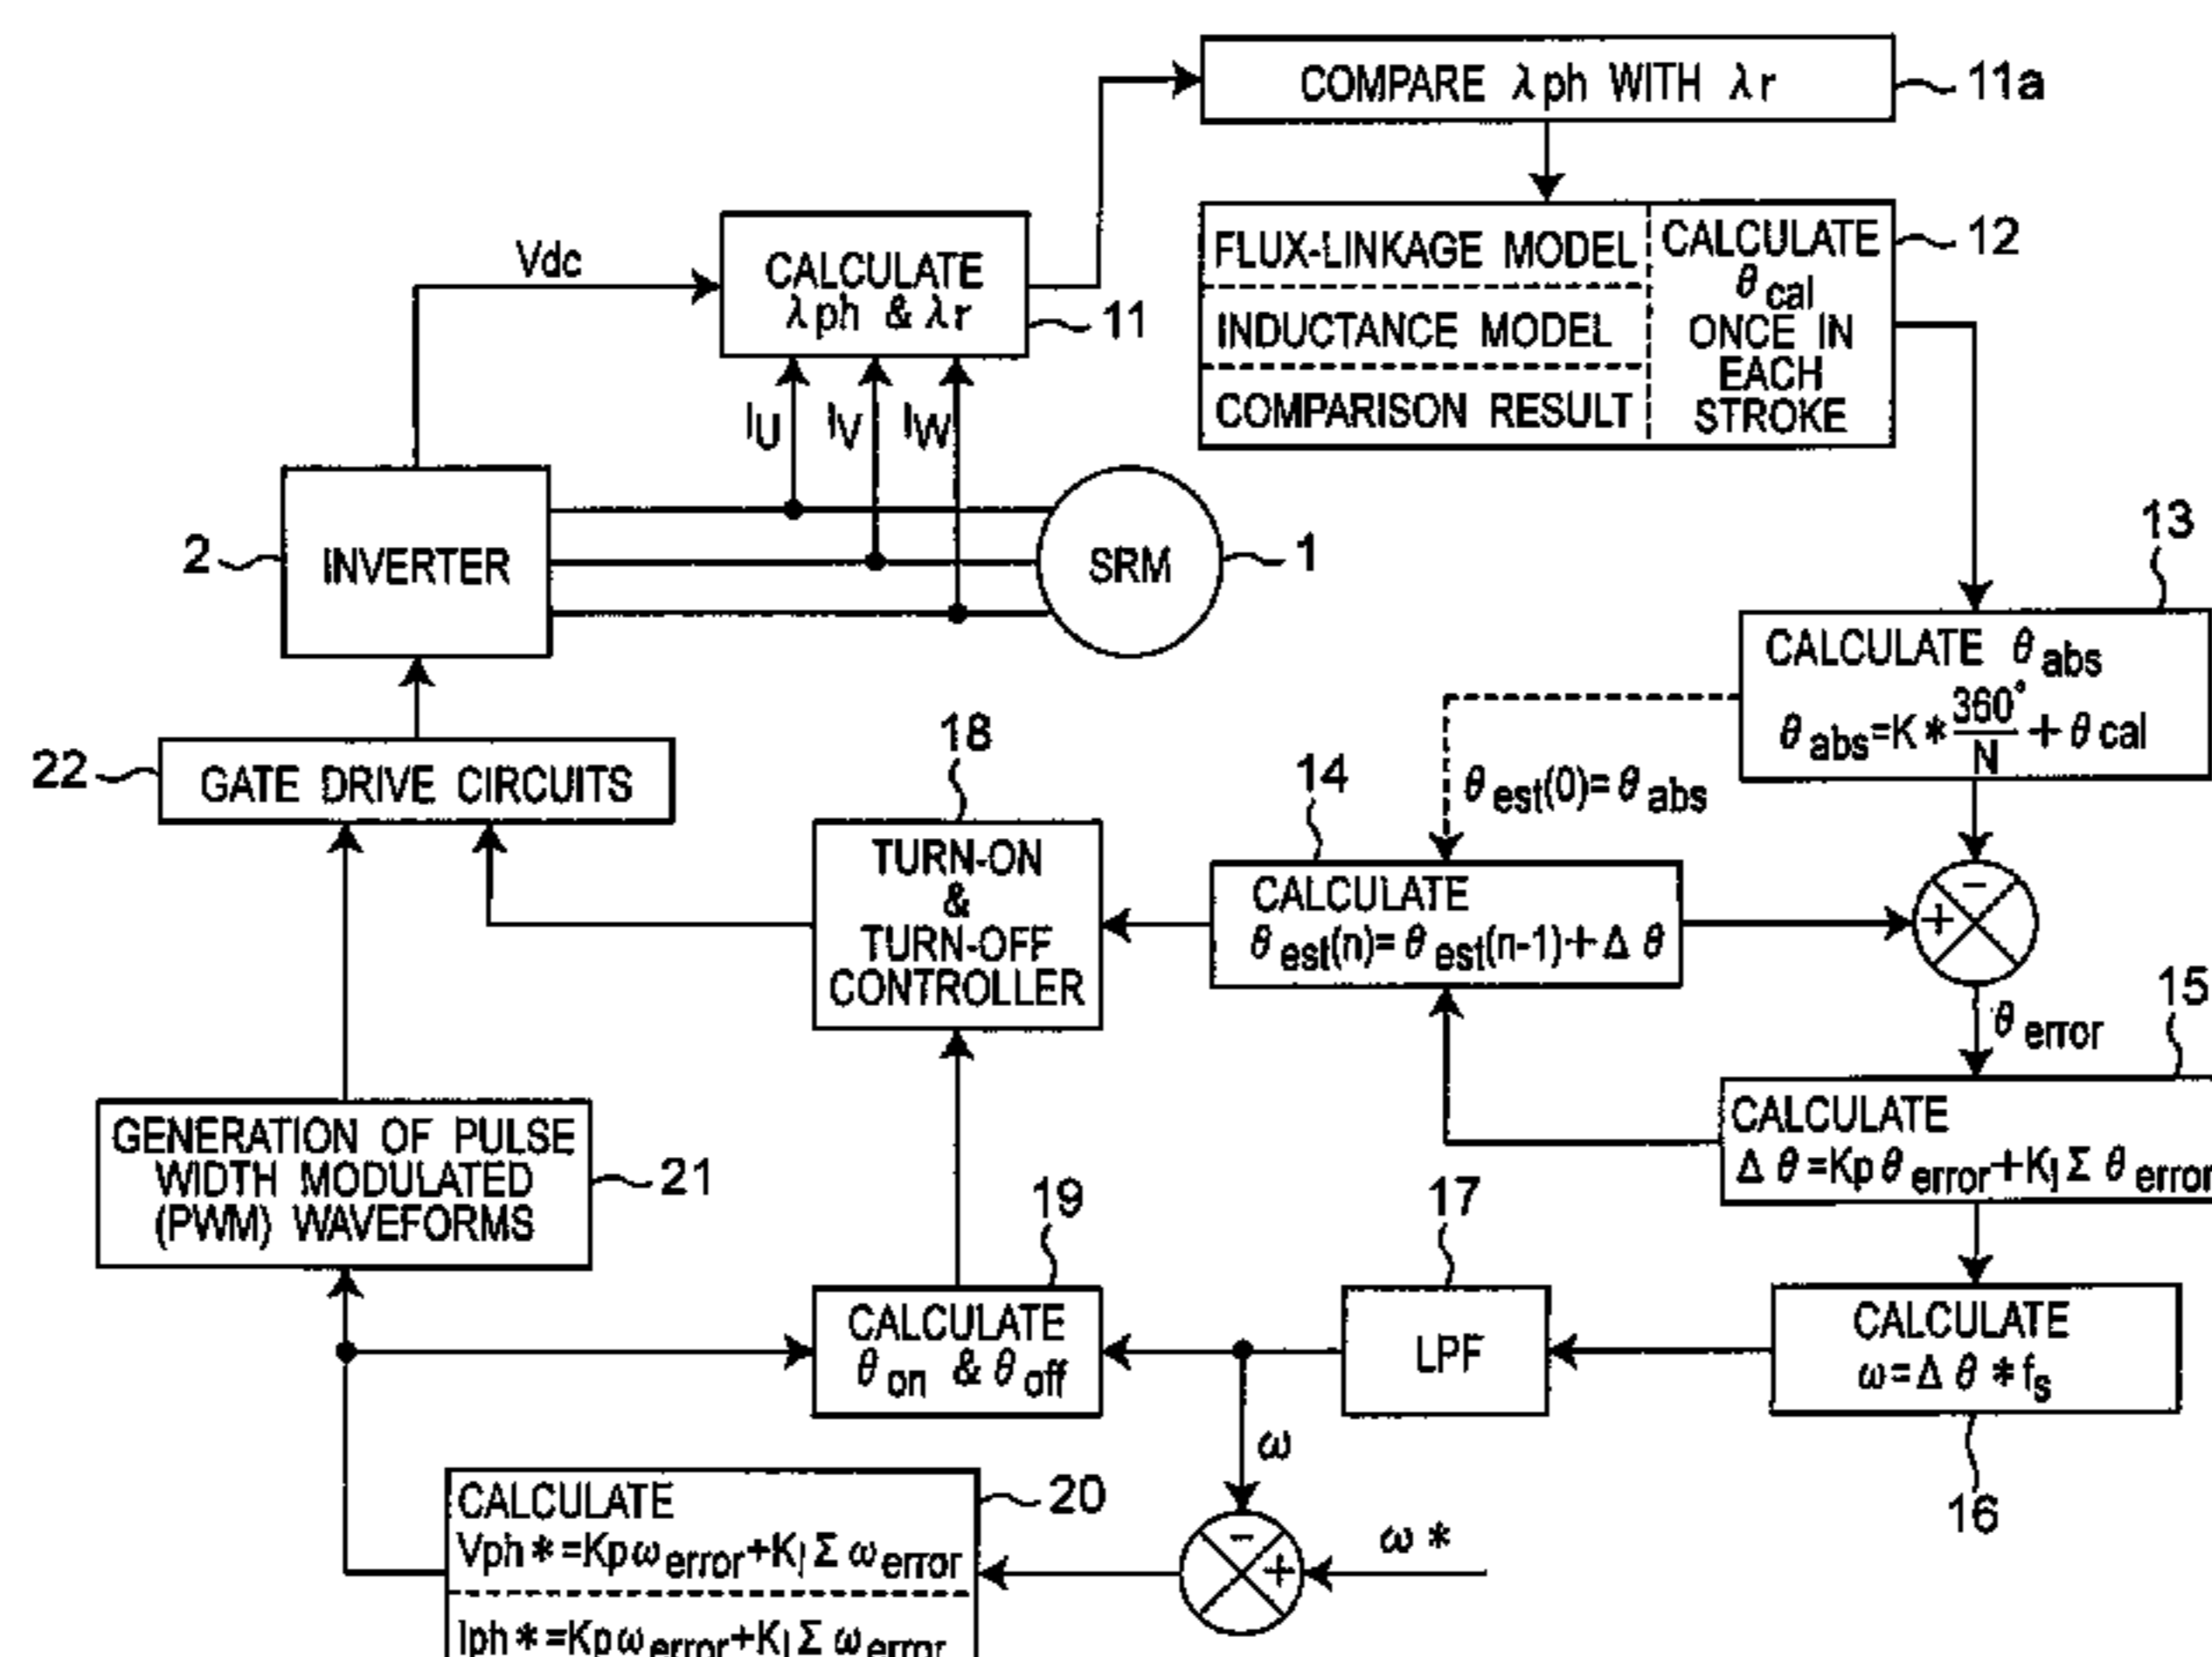 COMPARE λph WITH λr
11a
FLUX-LINKAGE MODEL
INDUCTANCE MODEL
COMPARISON RESULT
CALCULATE
θcal
ONCE IN
EACH
STROKE
12
Vdc
CALCULATE
λph & λr
11
IU
IV
IW
2
INVERTER
SRM
1
13
CALCULATE θabs
θabs=K*360°/N+θcal
22
GATE DRIVE CIRCUITS
18
TURN-ON
&
TURN-OFF
CONTROLLER
14
θest(0)=θabs
CALCULATE
θest(n)=θest(n-1)+Δθ
+
-
θerror
15
CALCULATE
Δθ=Kpθerror+KIΣθerror
GENERATION OF PULSE
WIDTH MODULATED
(PWM) WAVEFORMS
21
19
CALCULATE
θon & θoff
17
LPF
CALCULATE
ω=Δθ*fs
16
ω
CALCULATE
Vph*=Kpωerror+KIΣωerror
Iph*=Kpωerror+KIΣωerror
20
-
+
ω*